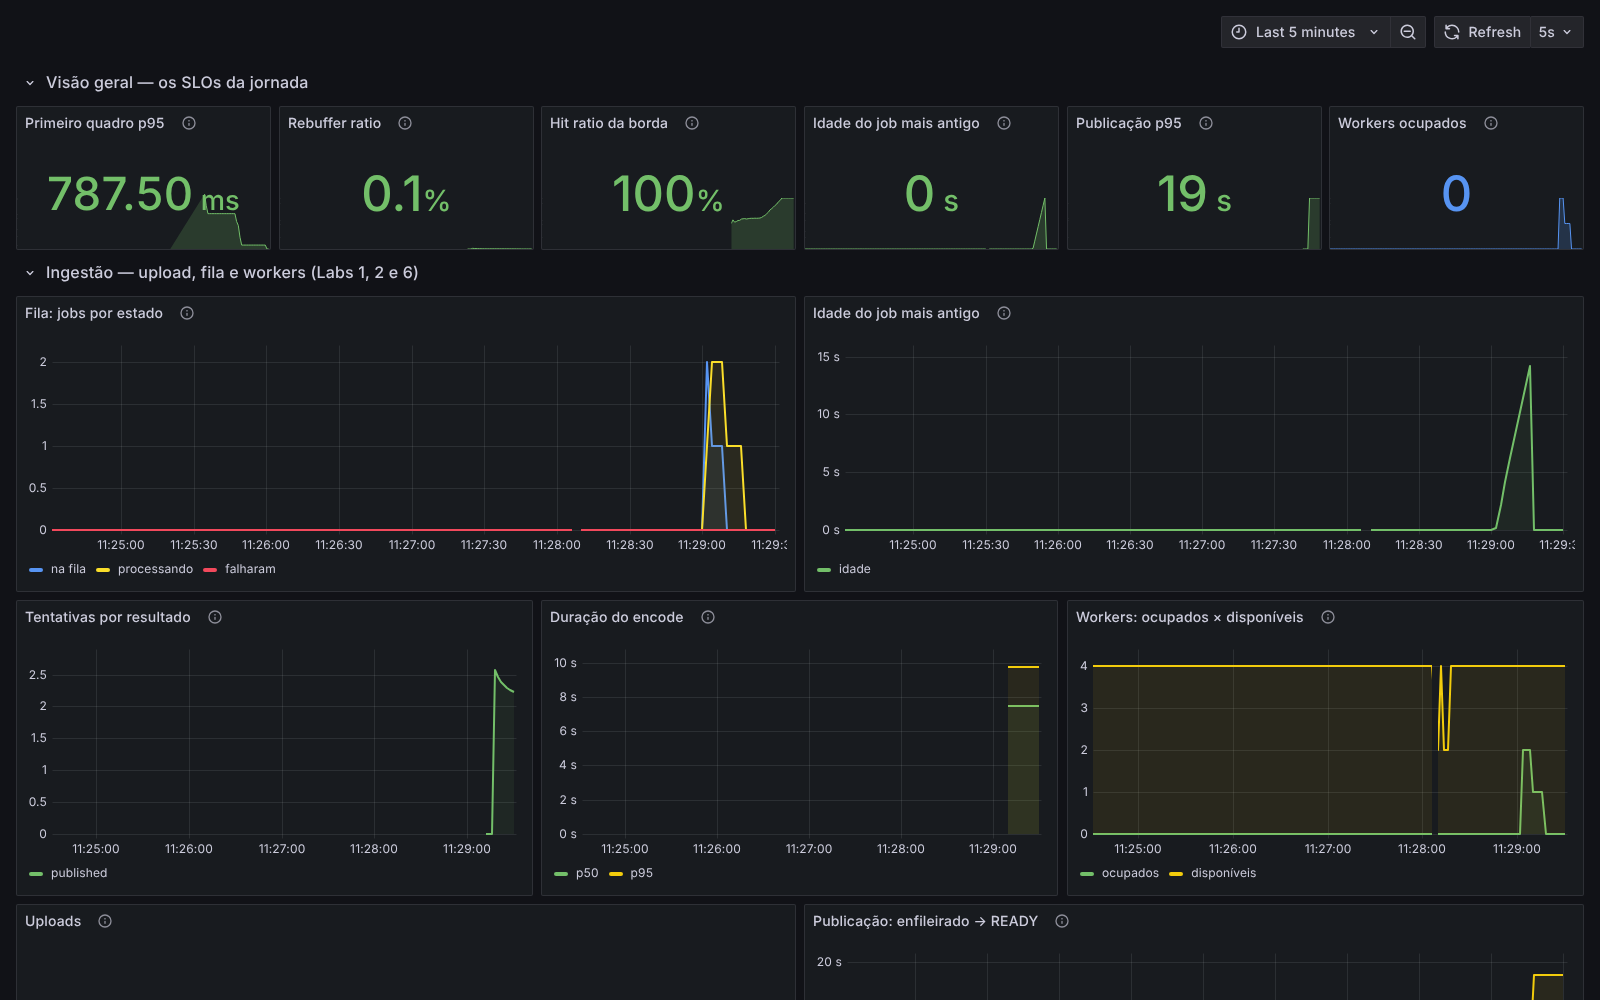 Last 5 minutes Refresh 5s
Visão geral — os SLOs da jornada
Primeiro quadro p95
787.50 ms
Rebuffer ratio
0.1%
Hit ratio da borda
100%
Idade do job mais antigo
0 s
Publicação p95
19 s
Workers ocupados
0
Ingestão — upload, fila e workers (Labs 1, 2 e 6)
Fila: jobs por estado
2
1.5
1
0.5
0
11:25:00 11:25:30 11:26:00 11:26:30 11:27:00 11:27:30 11:28:00 11:28:30 11:29:00 11:29:3
na fila processando falharam
Idade do job mais antigo
15 s
10 s
5 s
0 s
11:25:00 11:25:30 11:26:00 11:26:30 11:27:00 11:27:30 11:28:00 11:28:30 11:29:00 11:29:3
idade
Tentativas por resultado
2.5
2
1.5
1
0.5
0
11:25:00 11:26:00 11:27:00 11:28:00 11:29:00
published
Duração do encode
10 s
8 s
6 s
4 s
2 s
0 s
11:25:00 11:26:00 11:27:00 11:28:00 11:29:00
p50 p95
Workers: ocupados × disponíveis
4
3
2
1
0
11:25:00 11:26:00 11:27:00 11:28:00 11:29:00
ocupados disponíveis
Uploads
Publicação: enfileirado → READY
20 s